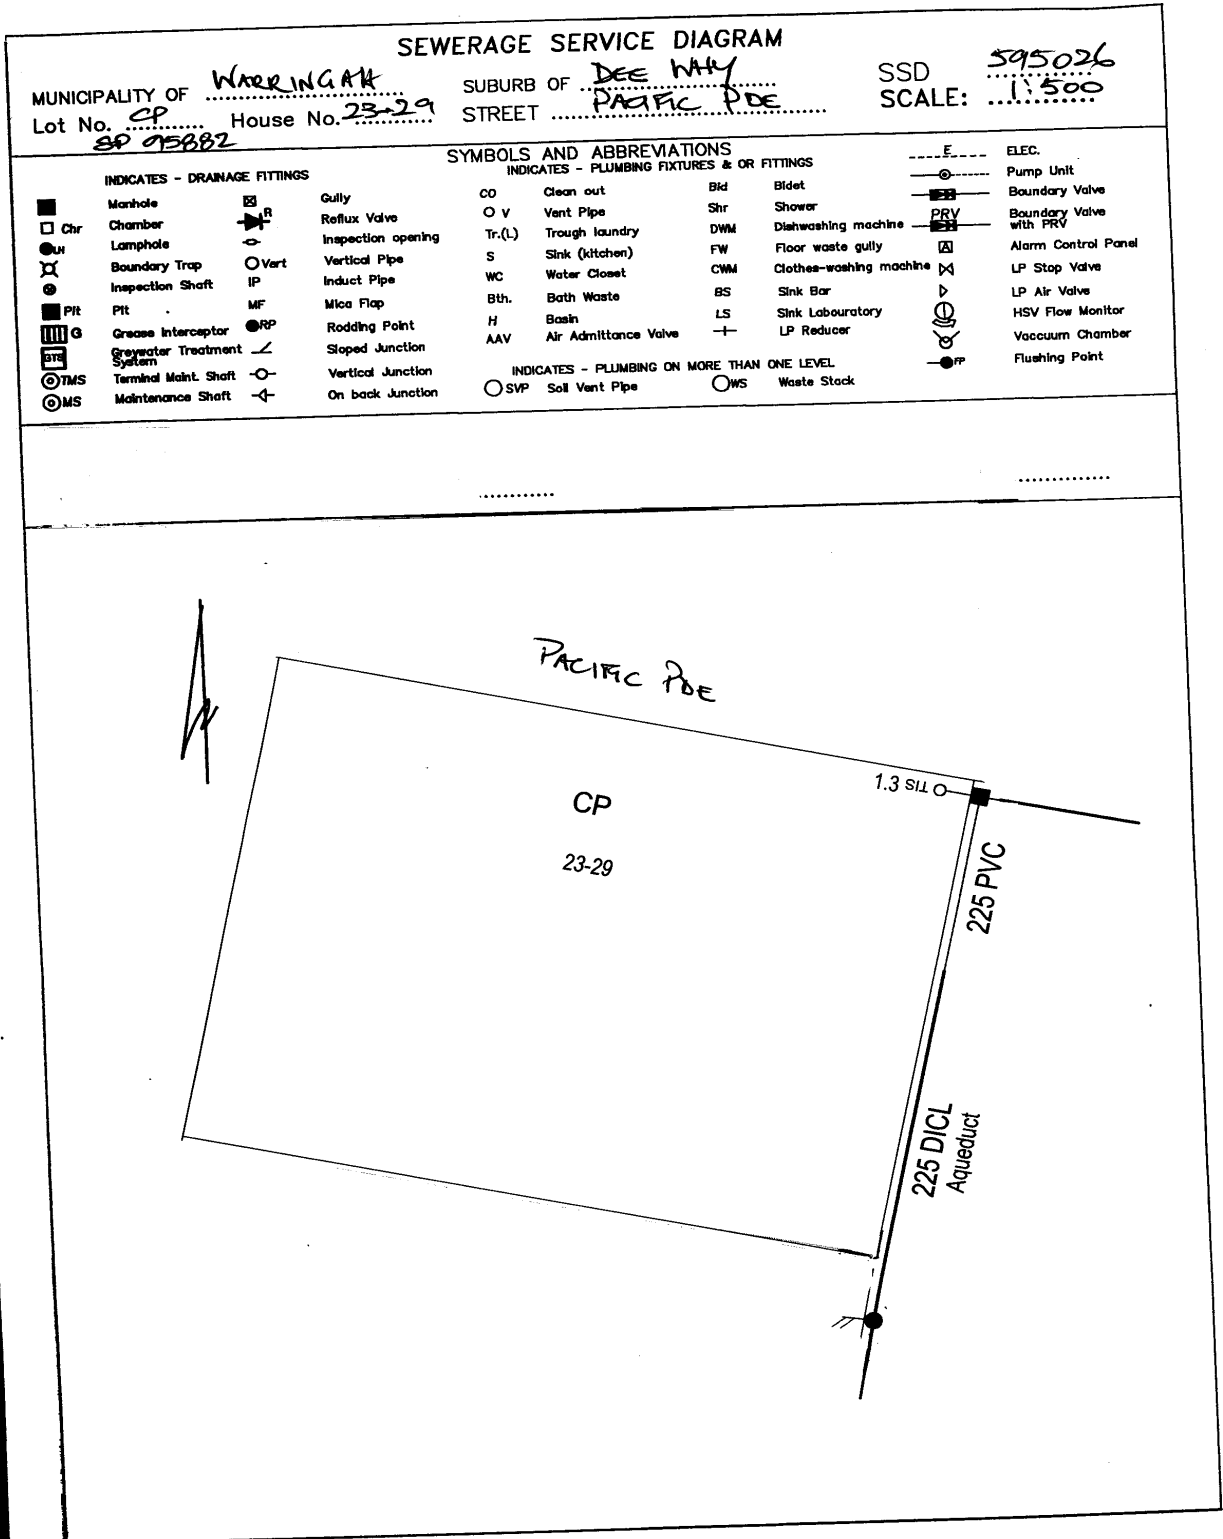 SEWERAGE SERVICE DIAGRAM
MUNICIPALITY OF WARRINGAH SUBURB OF DEE WHY SSD 595026
Lot No. CP House No. 23-29 STREET PACIFIC PDE SCALE: 1:500
SP 95882
SYMBOLS AND ABBREVIATIONS
INDICATES - DRAINAGE FITTINGS
Manhole
Chr Chamber
LH Lamphole
Boundary Trap
Inspection Shaft
Pit Pit
G Grease Interceptor
GTS Greywater Treatment System
TMS Terminal Maint. Shaft
MS Maintenance Shaft
Gully
R Reflux Valve
Inspection opening
Vert Vertical Pipe
IP Induct Pipe
MF Mica Flap
RP Rodding Point
Sloped Junction
Vertical Junction
On back Junction
INDICATES - PLUMBING FIXTURES & OR FITTINGS
CO Clean out
O V Vent Pipe
Tr.(L) Trough laundry
S Sink (kitchen)
WC Water Closet
Bth. Bath Waste
H Basin
AAV Air Admittance Valve
Bid Bidet
Shr Shower
DWM Dishwashing machine
FW Floor waste gully
CWM Clothes-washing machine
BS Sink Bar
LS Sink Labouratory
LP Reducer
INDICATES - PLUMBING ON MORE THAN ONE LEVEL
SVP Soil Vent Pipe
WS Waste Stack
E ELEC.
Pump Unit
Boundary Valve
PRV Boundary Valve with PRV
A Alarm Control Panel
LP Stop Valve
LP Air Valve
HSV Flow Monitor
Vaccuum Chamber
FP Flushing Point
PACIFIC PDE
1.3 SIL
CP
23-29
225 PVC
225 DICL
Aqueduct